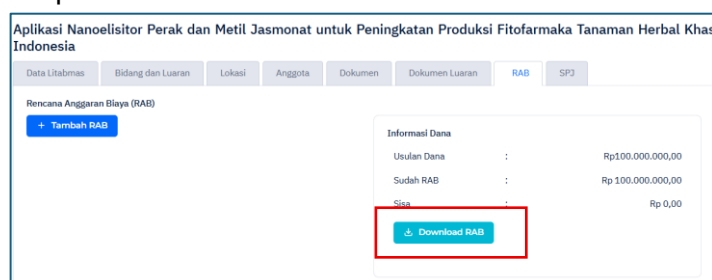 Aplikasi Nanoelisitor Perak dan Metil Jasmonat untuk Peningkatan Produksi Fitofarmaka Tanaman Herbal Khas
Indonesia
Data Litabmas Bidang dan Luaran Lokasi Anggota Dokumen Dokumen Luaran RAB SPJ
Rencana Anggaran Biaya (RAB)
+ Tambah RAB
Informasi Dana
Usulan Dana : Rp100.000.000,00
Sudah RAB : Rp 100.000.000,00
Sisa : Rp 0,00
Download RAB